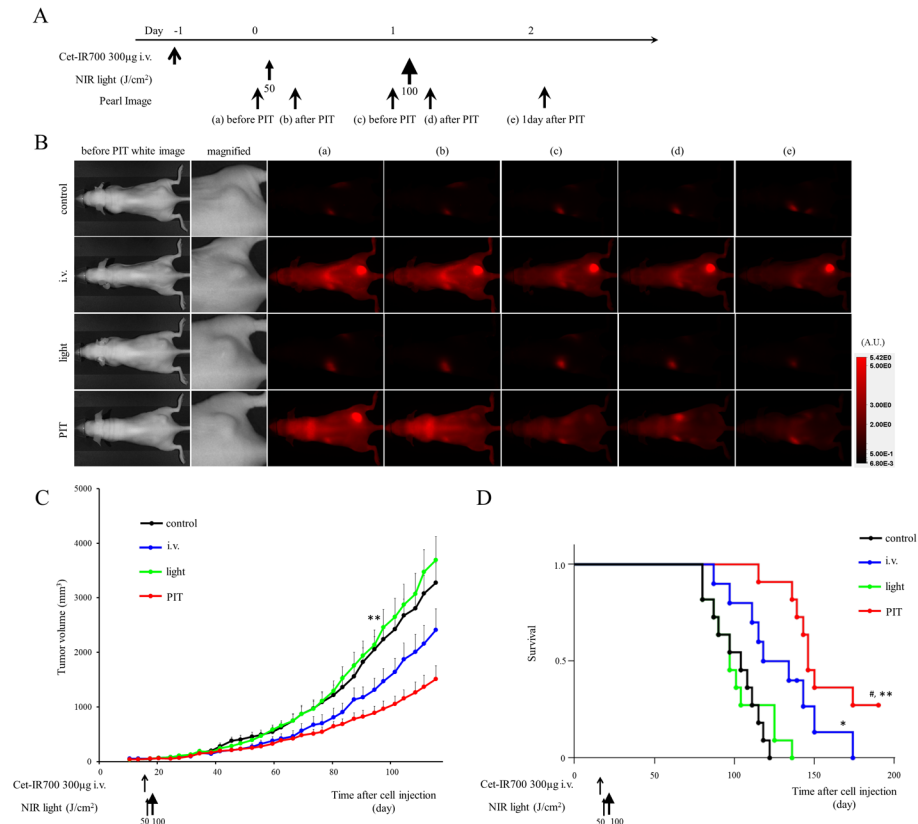 A
Day -1 0 1 2
Cet-IR700 300μg i.v.
NIR light (J/cm²)
50
100
Pearl Image
(a) before PIT (b) after PIT (c) before PIT (d) after PIT (e) 1day after PIT
B
before PIT white image magnified (a) (b) (c) (d) (e)
control
i.v.
light
PIT
(A.U.)
5.42E0
5.00E0
3.00E0
2.00E0
5.00E-1
6.80E-3
C
5000
4000
3000
2000
1000
0
Tumor volume (mm³)
control
i.v.
light
PIT
**
0 20 40 60 80 100
Time after cell injection
(day)
Cet-IR700 300μg i.v.
NIR light (J/cm²)
50 100
D
control
i.v.
light
PIT
1.0
0.5
0
Survival
#, **
*
0 50 100 150 200
Time after cell injection
(day)
Cet-IR700 300μg i.v.
NIR light (J/cm²)
50 100